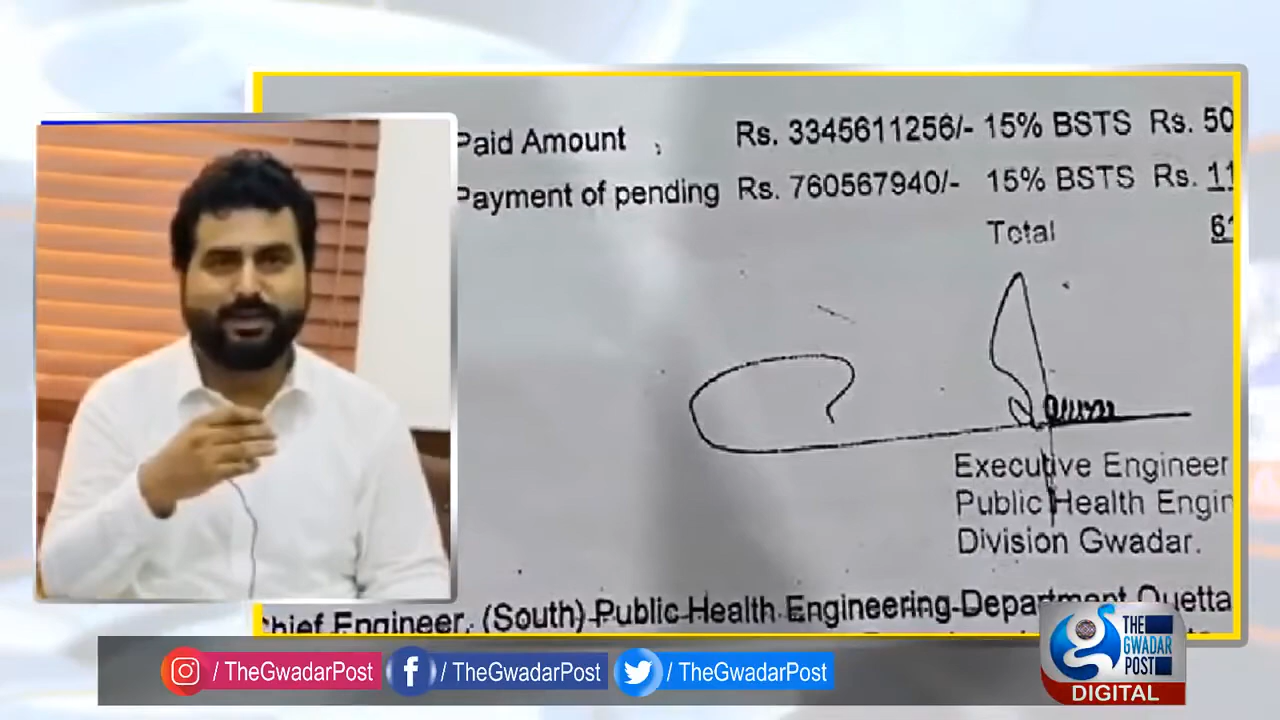 Paid Amount : Rs. 3345611256/- 15% BSTS Rs. 50
Payment of pending Rs. 760567940/- 15% BSTS Rs. 11
Total 61
Executive Engineer
Public Health Engin
Division Gwadar.
Chief Engineer, (South) Public Health Engineering Department Quetta
/ TheGwadarPost
/ TheGwadarPost
/ TheGwadarPost
THE
GWADAR
POST
DIGITAL